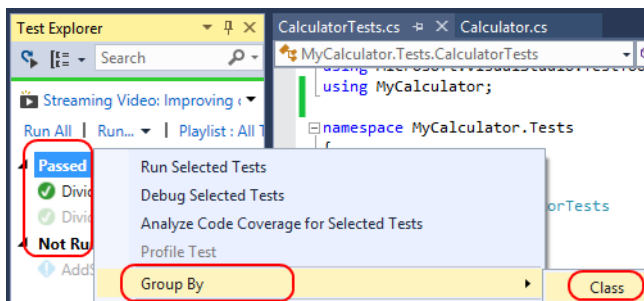 Test Explorer
CalculatorTests.cs
Calculator.cs
Search
MyCalculator.Tests.CalculatorTests
using MyCalculator;
Streaming Video: Improving
Run All | Run... | Playlist : All
namespace MyCalculator.Tests
{
Passed
Run Selected Tests
Debug Selected Tests
Analyze Code Coverage for Selected Tests
Profile Test
Not Ru
Group By
Class